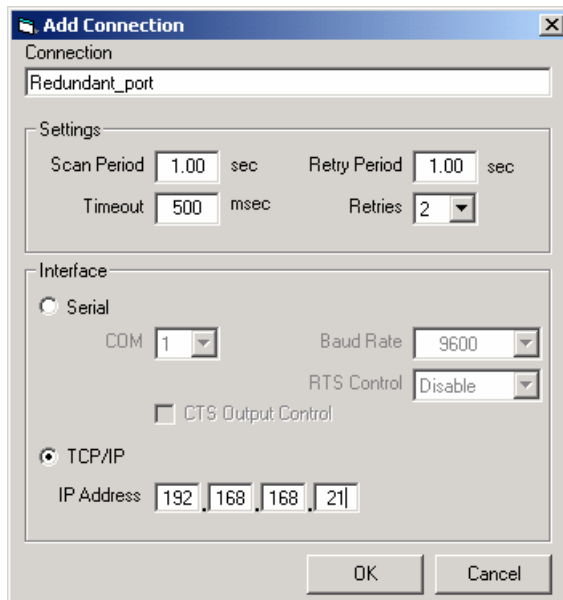 Add Connection
Connection
Redundant_port
Settings
Scan Period 1.00 sec Retry Period 1.00 sec
Timeout 500 msec Retries 2
Interface
Serial
COM 1 Baud Rate 9600
RTS Control Disable
CTS Output Control
TCP/IP
IP Address 192.168.168.21
OK Cancel